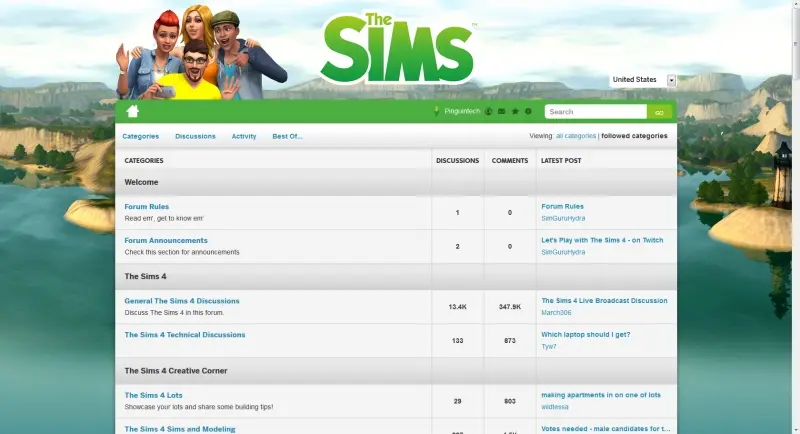 The SIMS
United States
Pinguintech
Search
GO
Categories Discussions Activity Best Of...
Viewing: all categories | followed categories
CATEGORIES DISCUSSIONS COMMENTS LATEST POST
Welcome
Forum Rules
Read em', get to know em'
1
0
Forum Rules
SimGuruHydra
Forum Announcements
Check this section for announcements
2
0
Let's Play with The Sims 4 - on Twitch
SimGuruHydra
The Sims 4
General The Sims 4 Discussions
Discuss The Sims 4 in this forum.
13.4K
347.9K
The Sims 4 Live Broadcast Discussion
March306
The Sims 4 Technical Discussions
133
873
Which laptop should I get?
Tyw7
The Sims 4 Creative Corner
The Sims 4 Lots
Showcase your lots and share some building tips!
29
803
making apartments in on one of lots
wildlessa
The Sims 4 Sims and Modeling
Votes needed - male candidates for t...